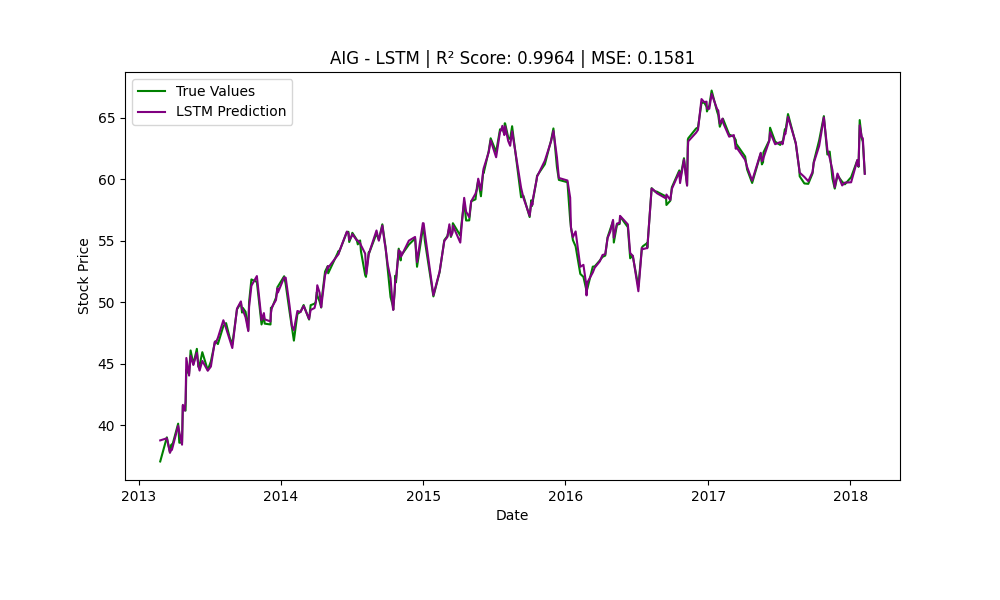 AIG - LSTM | R² Score: 0.9964 | MSE: 0.1581
True Values
LSTM Prediction
Stock Price
65
60
55
50
45
40
2013 2014 2015 2016 2017 2018
Date